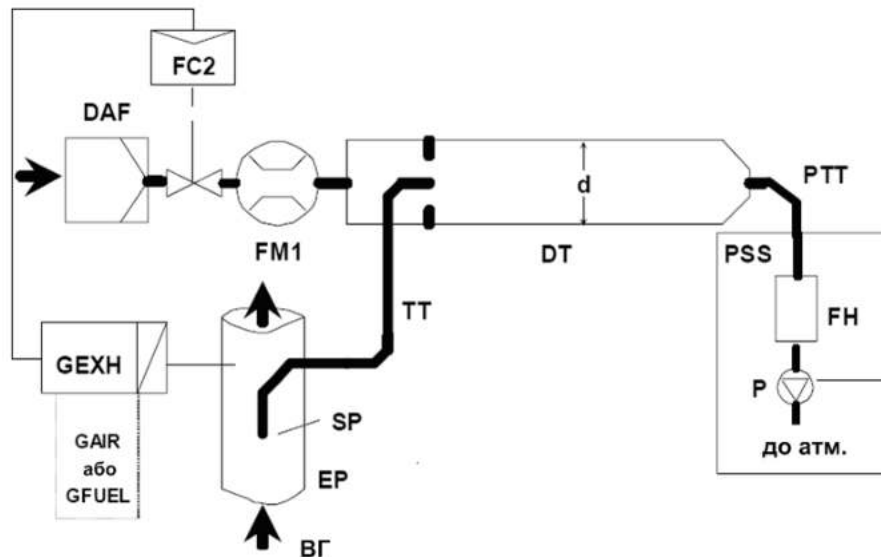 FC2
DAF
d
PTT
FM1
DT
PSS
TT
FH
GEXH
P
SP
GAIR
або
GFUEL
до атм.
EP
ВГ